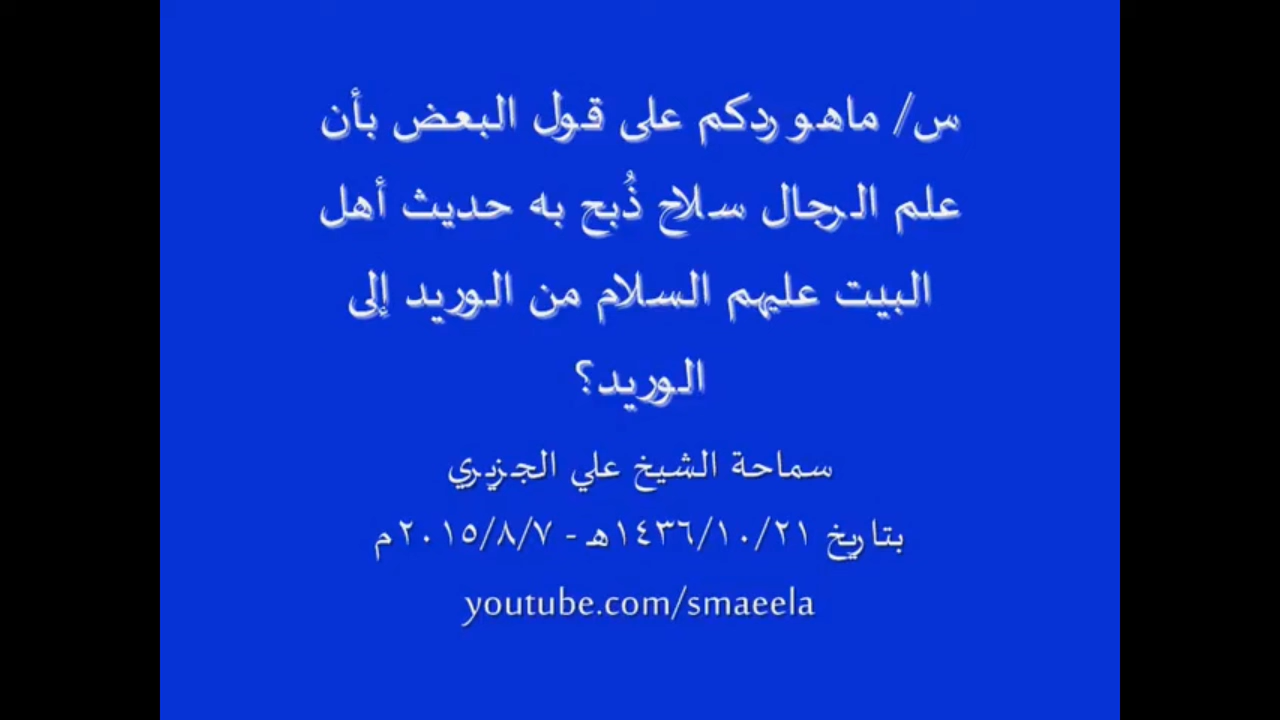 س/ ماهو ردكم على قول البعض بأن
علم الرجال سلاح ذُبح به حديث أهل
البيت عليهم السلام من الوريد إلى
الوريد؟
سماحة الشيخ علي الجزيري
بتاريخ ١٤٣٦/١٠/٢١هـ - ٢٠١٥/٨/٧م
youtube.com/smaeela